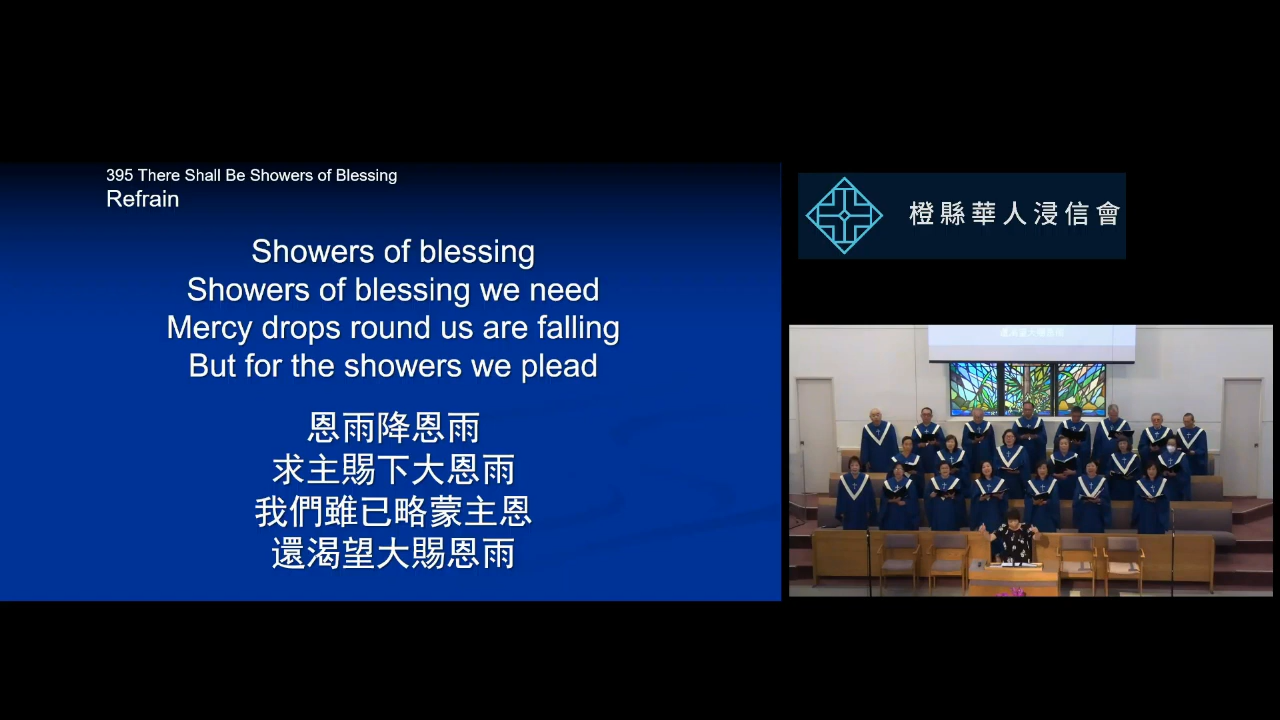 395 There Shall Be Showers of Blessing
Refrain
Showers of blessing
Showers of blessing we need
Mercy drops round us are falling
But for the showers we plead
恩雨降恩雨
求主賜下大恩雨
我們雖已略蒙主恩
還渴望大賜恩雨
橙縣華人浸信會